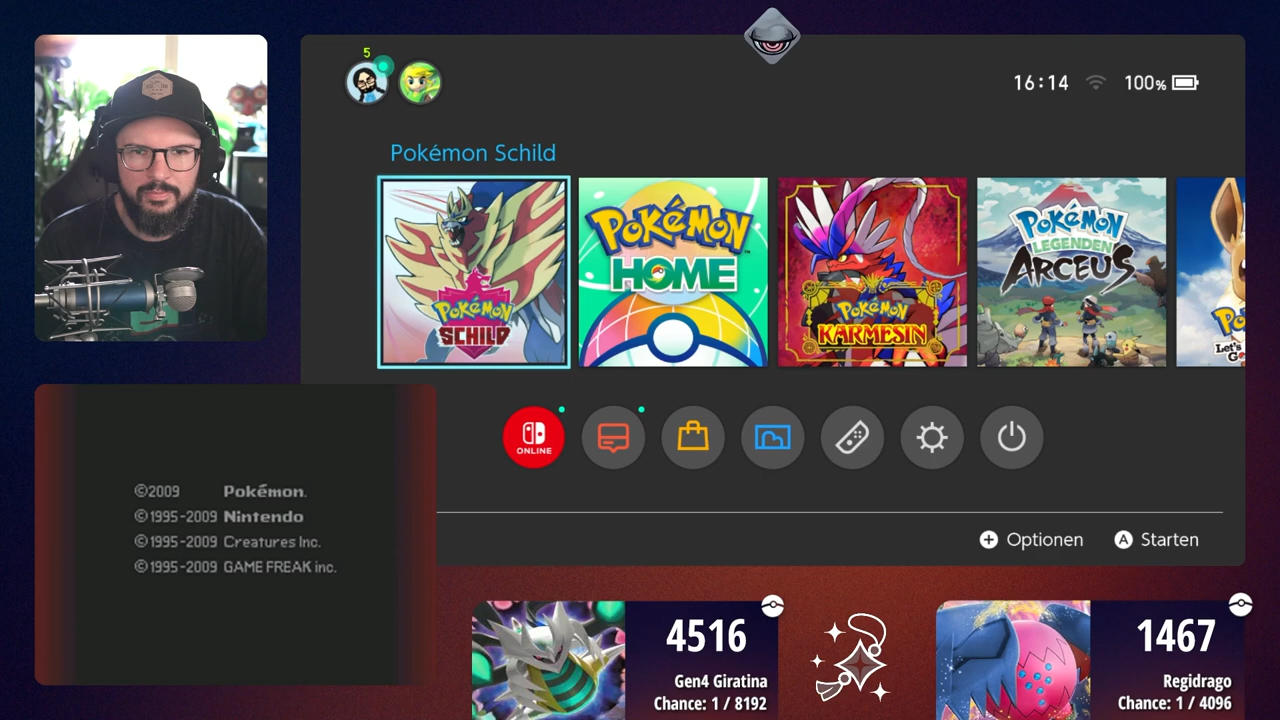 5
16:14
100%
Pokémon Schild
POKÉMON
SCHILD
POKÉMON
HOME
POKÉMON
KARMESIN
POKÉMON
LEGENDEN
ARCEUS
Let's
ONLINE
©2009 Pokémon.
©1995-2009 Nintendo
©1995-2009 Creatures Inc.
©1995-2009 GAME FREAK inc.
Optionen
A Starten
4516
Gen4 Giratina
Chance: 1 / 8192
1467
Regidrago
Chance: 1 / 4096